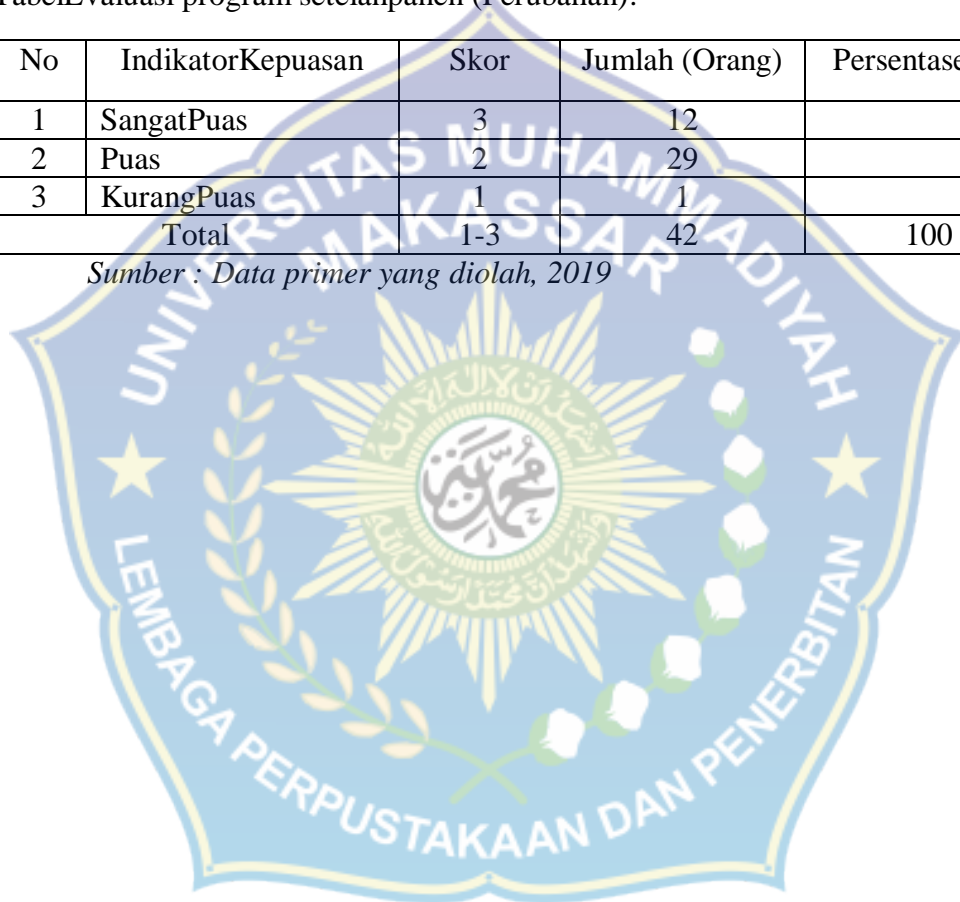 TabelEvaluasi program setelahpanen (Perubahan):
No IndikatorKepuasan Skor Jumlah (Orang) Persentase
1 SangatPuas 3 12
2 Puas 2 29
3 KurangPuas 1 1
Total 1-3 42 100
Sumber : Data primer yang diolah, 2019
UNIVERSITAS MUHAMMADIYAH
MAKASSAR
LEMBAGA PERPUSTAKAAN DAN PENERBITAN